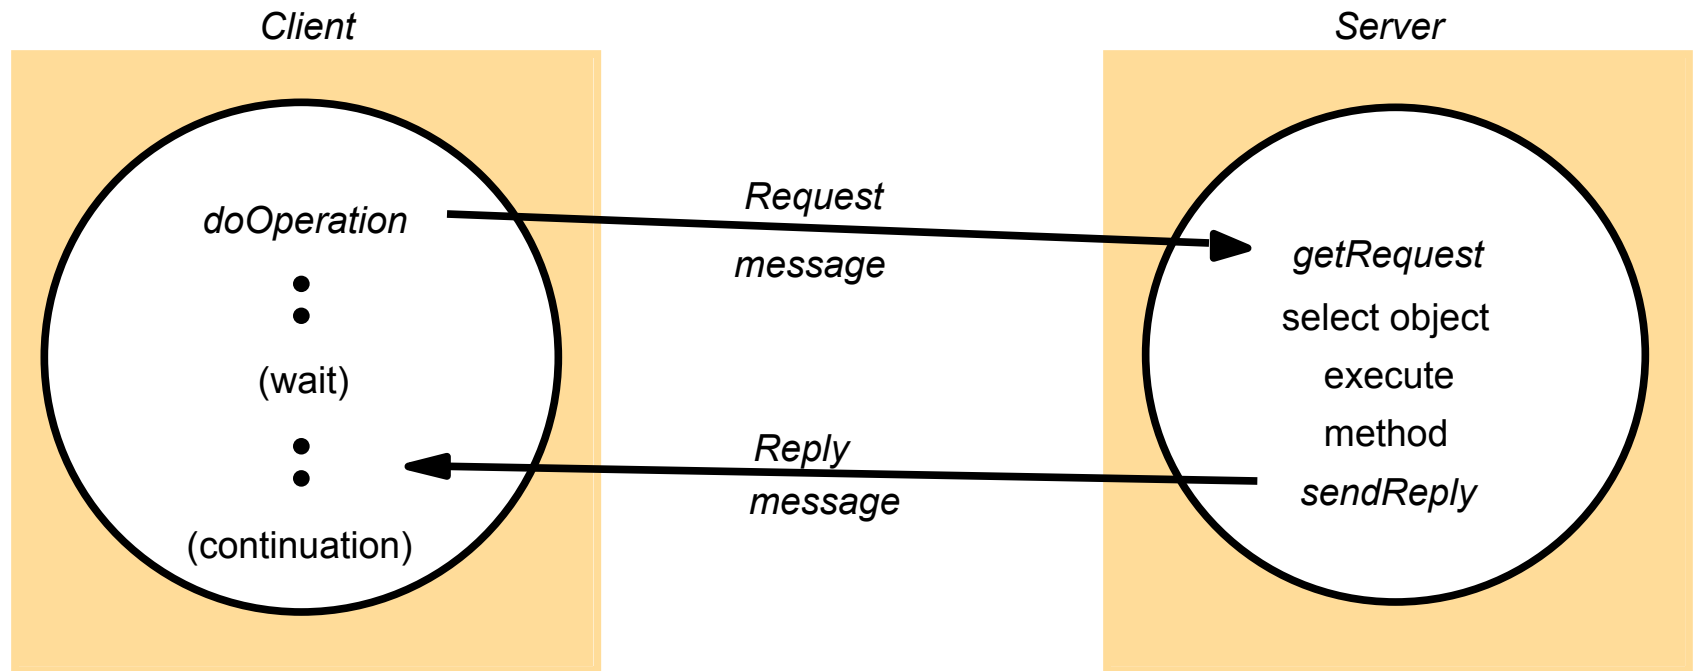 Client
doOperation
(wait)
(continuation)
Request
message
Reply
message
Server
getRequest
select object
execute
method
sendReply